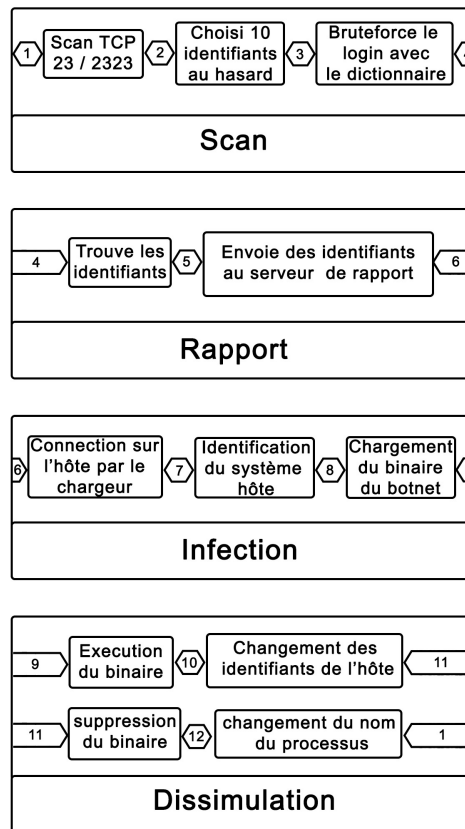 1
Scan TCP
23 / 2323
2
Choisi 10
identifiants
au hasard
3
Bruteforce le
login avec
le dictionnaire
Scan
4
Trouve les
identifiants
5
Envoie des identifiants
au serveur de rapport
6
Rapport
6
Connection sur
l'hôte par le
chargeur
7
Identification
du système
hôte
8
Chargement
du binaire
du botnet
Infection
9
Execution
du binaire
10
Changement des
identifiants de l'hôte
11
11
suppression
du binaire
12
changement du nom
du processus
1
Dissimulation